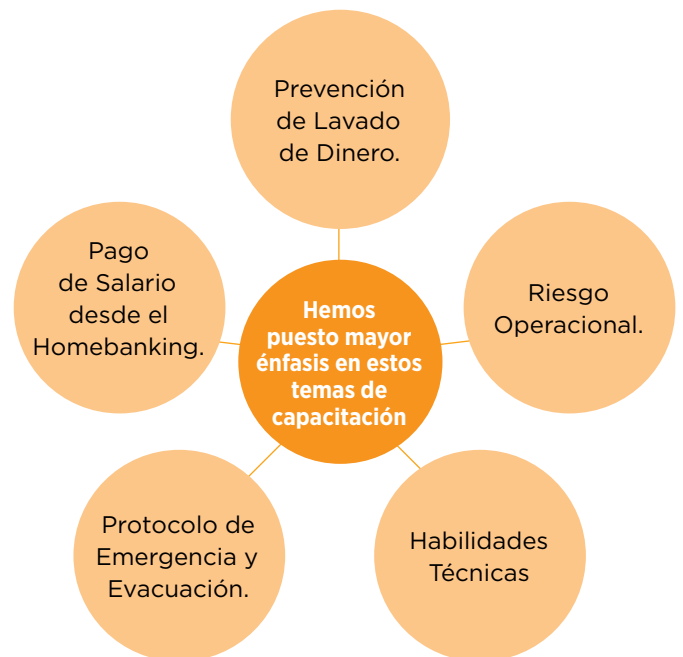 Prevención
de Lavado
de Dinero.
Pago
de Salario
desde el
Homebanking.
Hemos
puesto mayor
énfasis en estos
temas de
capacitación
Riesgo
Operacional.
Protocolo de
Emergencia y
Evacuación.
Habilidades
Técnicas